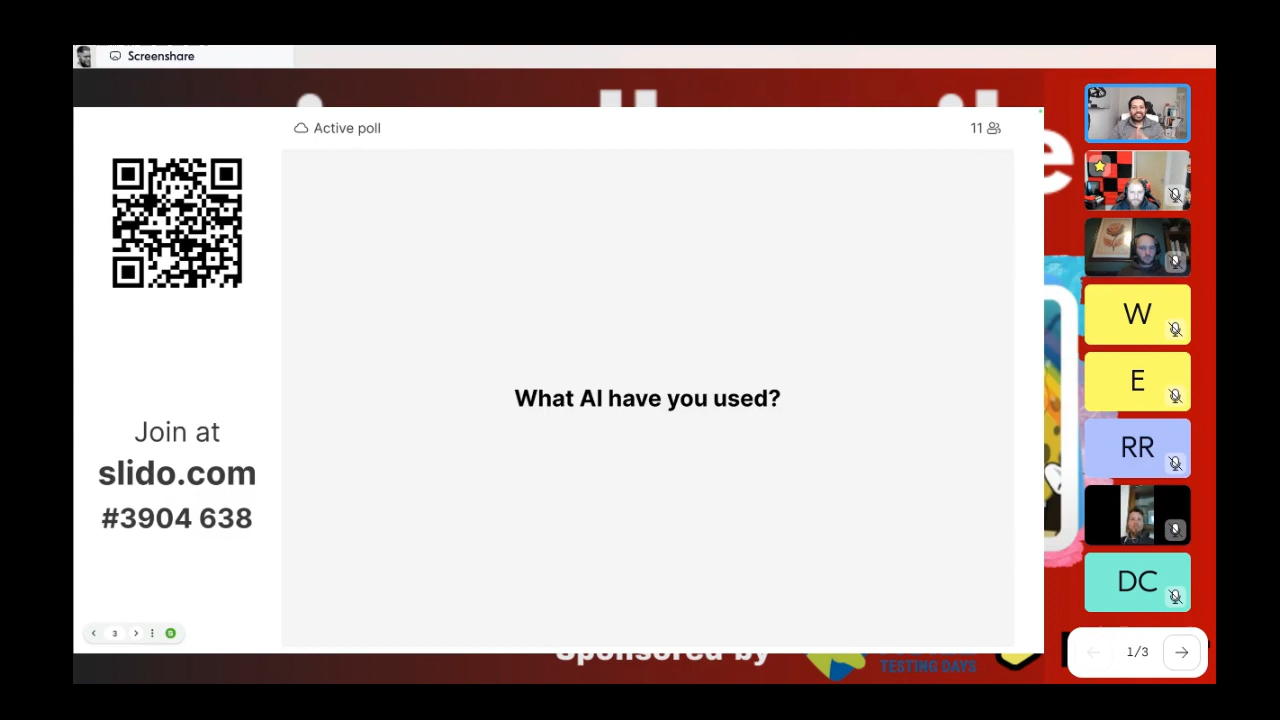 Screenshare
Active poll
11
What AI have you used?
Join at
slido.com
#3904 638
3
W
E
RR
DC
1/3
Sponsored by
TESTING DAYS